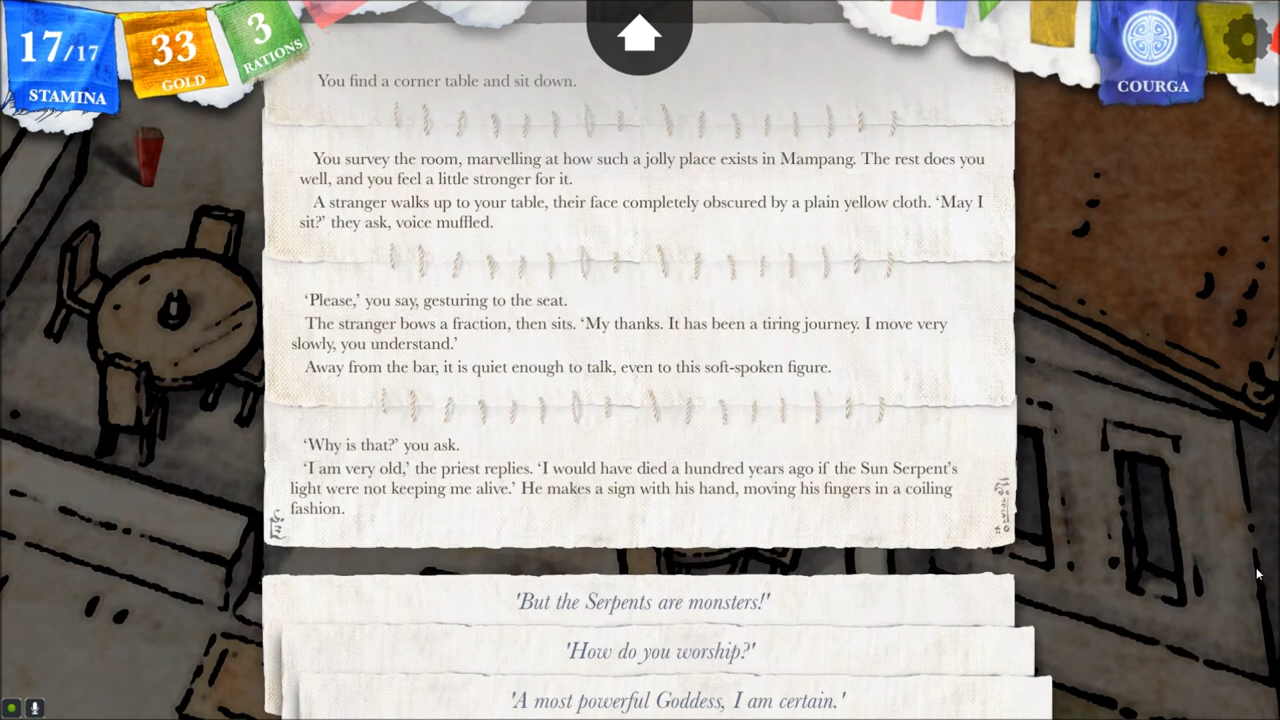 17/17
STAMINA
33
GOLD
3
RATIONS
COURGA
You find a corner table and sit down.
You survey the room, marvelling at how such a jolly place exists in Mampang. The rest does you
well, and you feel a little stronger for it.
A stranger walks up to your table, their face completely obscured by a plain yellow cloth. ‘May I
sit?’ they ask, voice muffled.
‘Please,’ you say, gesturing to the seat.
The stranger bows a fraction, then sits. ‘My thanks. It has been a tiring journey. I move very
slowly, you understand.’
Away from the bar, it is quiet enough to talk, even to this soft-spoken figure.
‘Why is that?’ you ask.
‘I am very old,’ the priest replies. ‘I would have died a hundred years ago if the Sun Serpent’s
light were not keeping me alive.’ He makes a sign with his hand, moving his fingers in a coiling
fashion.
'But the Serpents are monsters!'
'How do you worship?'
'A most powerful Goddess, I am certain.'